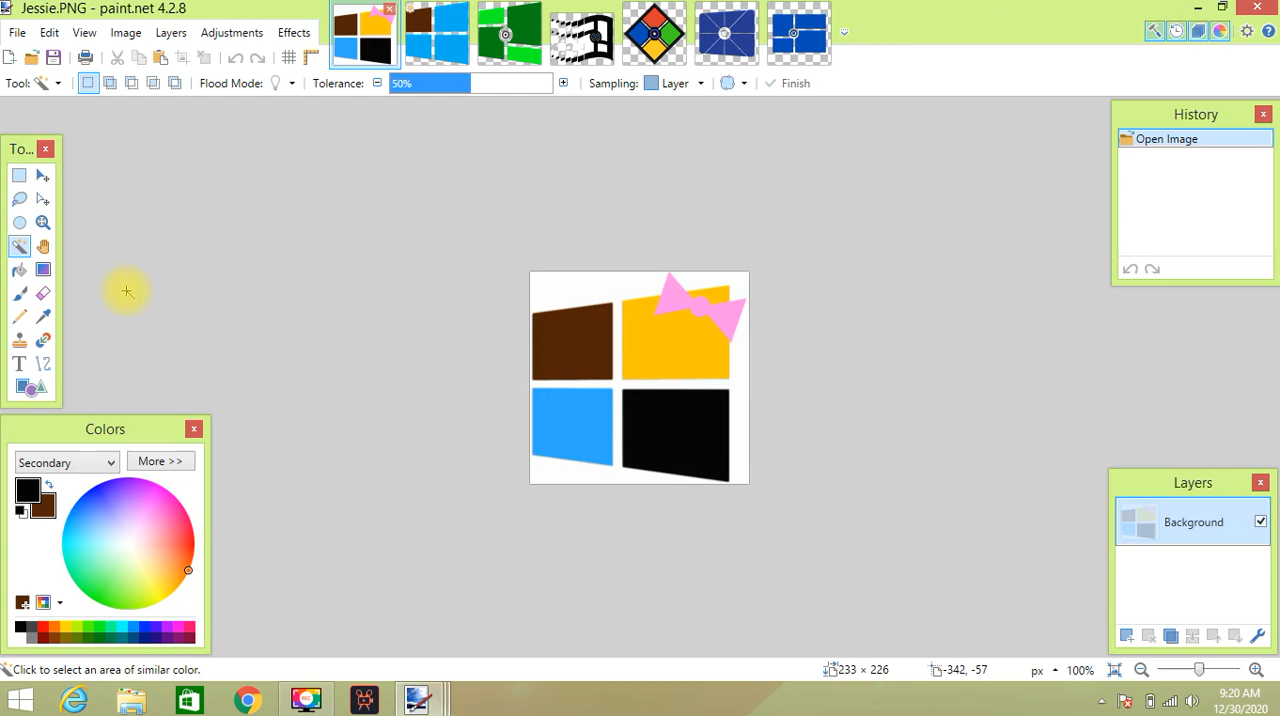 Jessie.PNG - paint.net 4.2.8
File Edit View Image Layers Adjustments Effects
Tool: Flood Mode: Tolerance: 50% Sampling: Layer Finish
To...
History
Open Image
Colors
Secondary More >>
Layers
Background
Click to select an area of similar color. 233 × 226 -342, -57 px 100%
REC
9:20 AM
12/30/2020